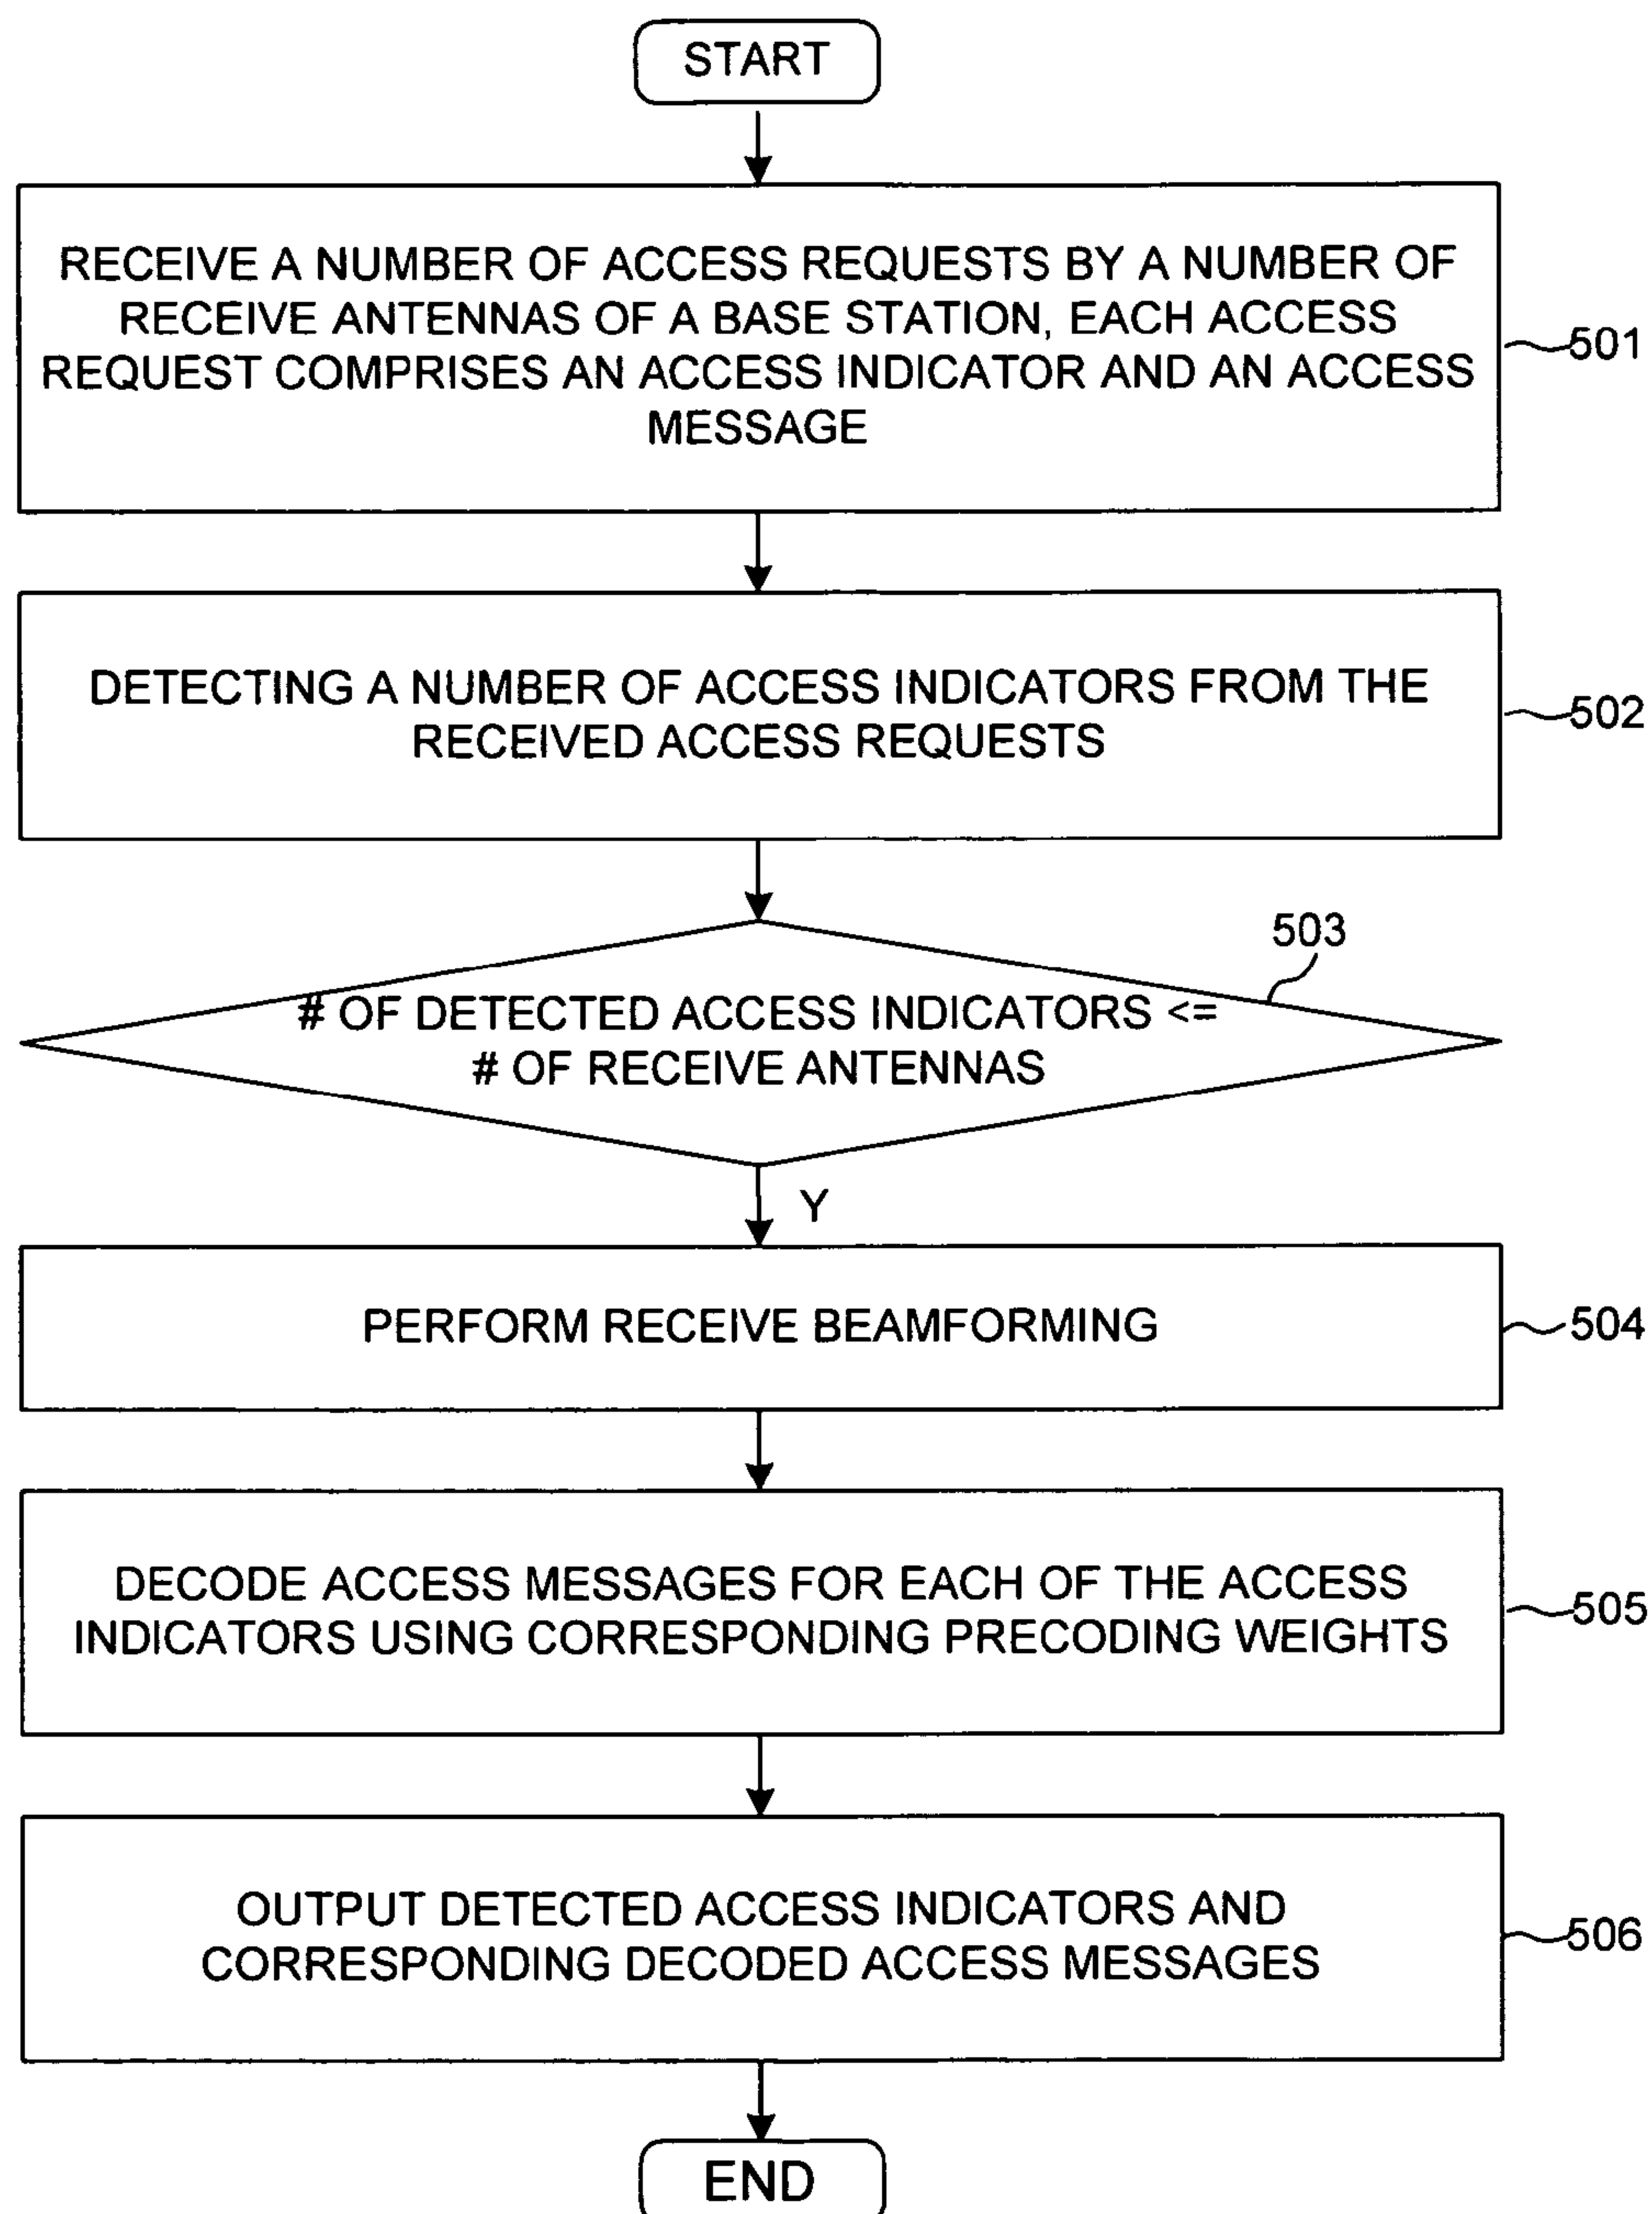 START
RECEIVE A NUMBER OF ACCESS REQUESTS BY A NUMBER OF
RECEIVE ANTENNAS OF A BASE STATION, EACH ACCESS
REQUEST COMPRISES AN ACCESS INDICATOR AND AN ACCESS
MESSAGE
501
DETECTING A NUMBER OF ACCESS INDICATORS FROM THE
RECEIVED ACCESS REQUESTS
502
503
# OF DETECTED ACCESS INDICATORS <=
# OF RECEIVE ANTENNAS
Y
PERFORM RECEIVE BEAMFORMING
504
DECODE ACCESS MESSAGES FOR EACH OF THE ACCESS
INDICATORS USING CORRESPONDING PRECODING WEIGHTS
505
OUTPUT DETECTED ACCESS INDICATORS AND
CORRESPONDING DECODED ACCESS MESSAGES
506
END